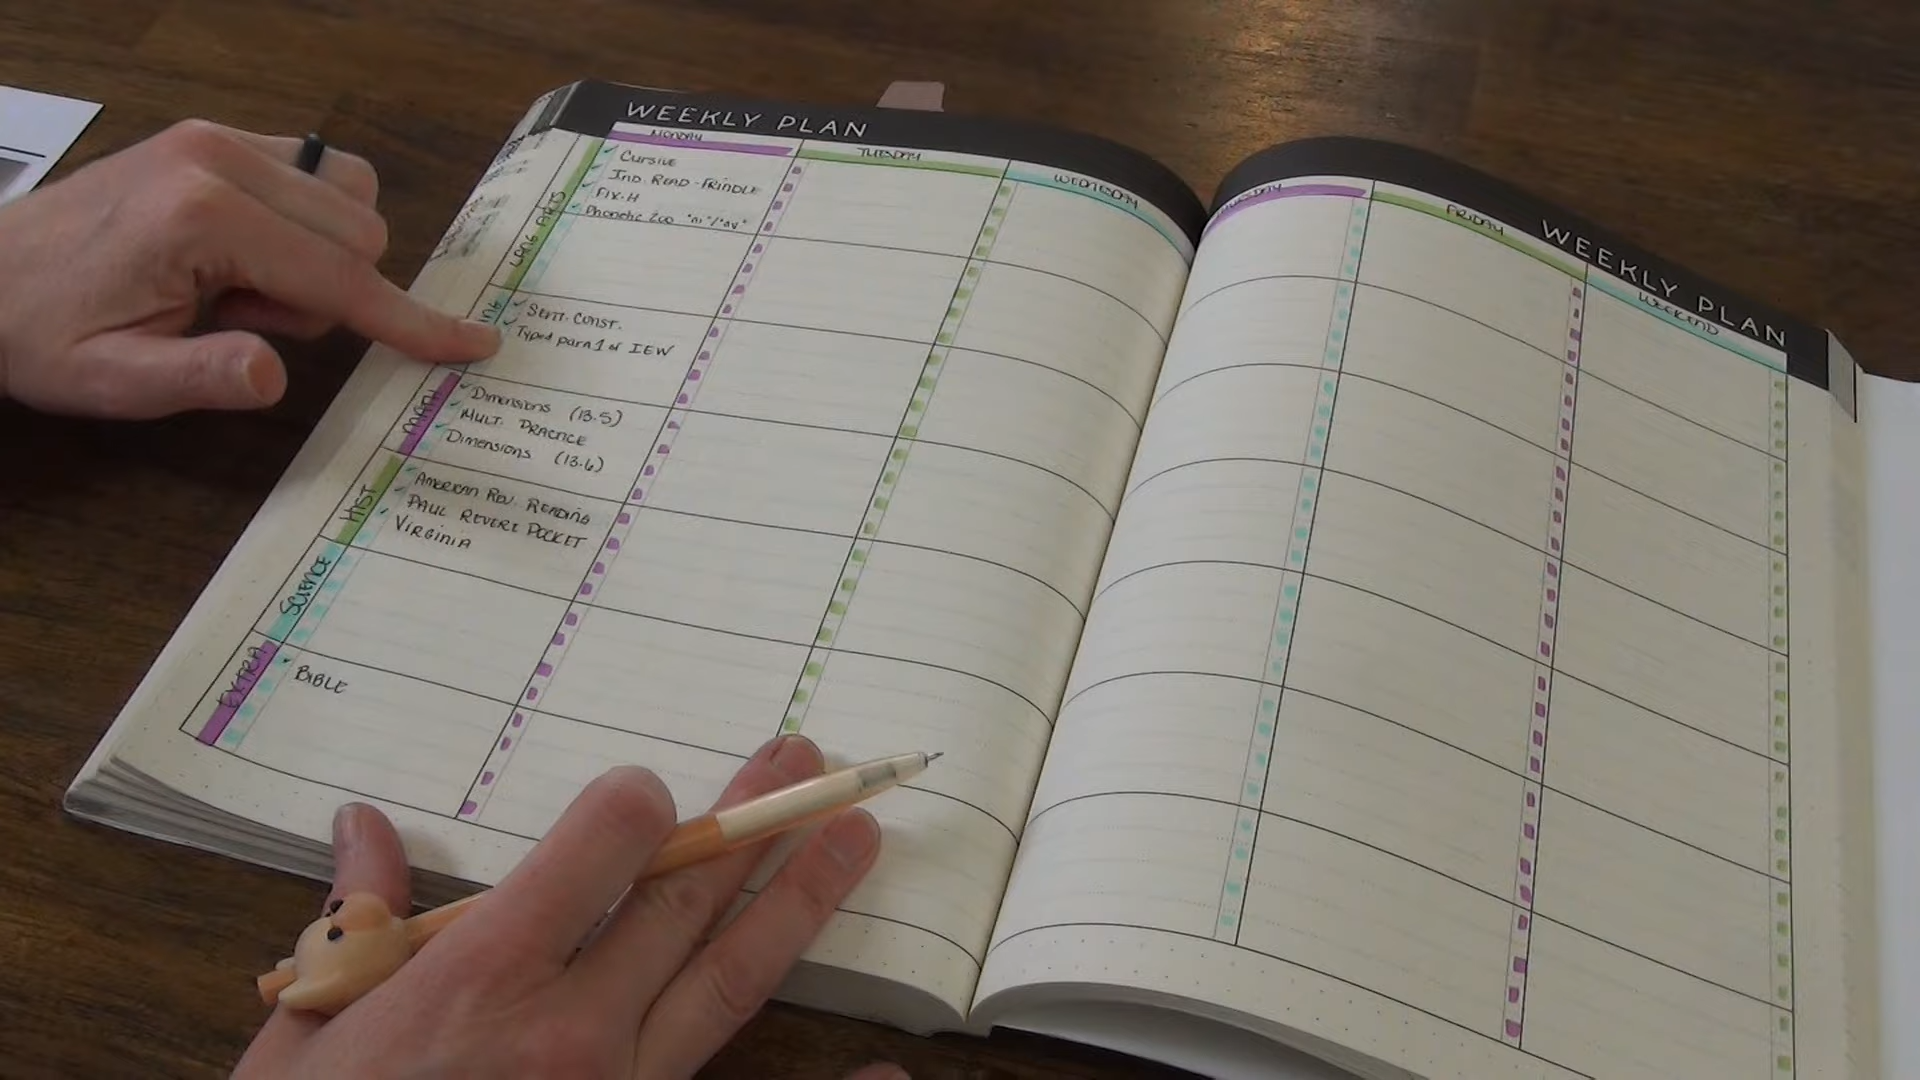 WEEKLY PLAN
MONDAY
TUESDAY
WEDNESDAY
LANG ARTS
Cursive
IND. READ - FRINDLE
FIX-It
Phonetic Zoo
Sent. Const.
Typed para 1 of IEW
MATH
Dimensions (13.5)
MULT. PRACTICE
Dimensions (13.6)
HIST
AMERICAN REV. READING
PAUL REVERE POCKET
VIRGINIA
SCIENCE
EXTRA
BIBLE
WEEKLY PLAN
FRIDAY
WEEKEND